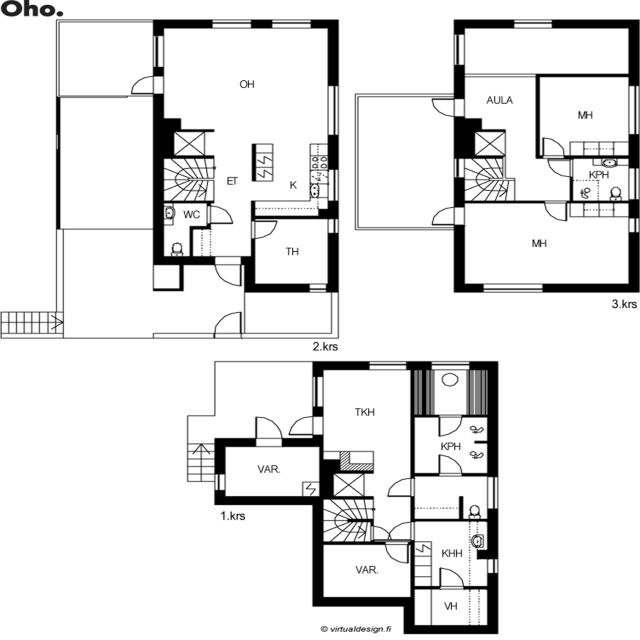 Oho.
OH
ET
K
WC
TH
2.krs
AULA
MH
KPH
MH
3.krs
TKH
KPH
VAR.
1.krs
KHH
VAR.
VH
© virtualdesign.fi